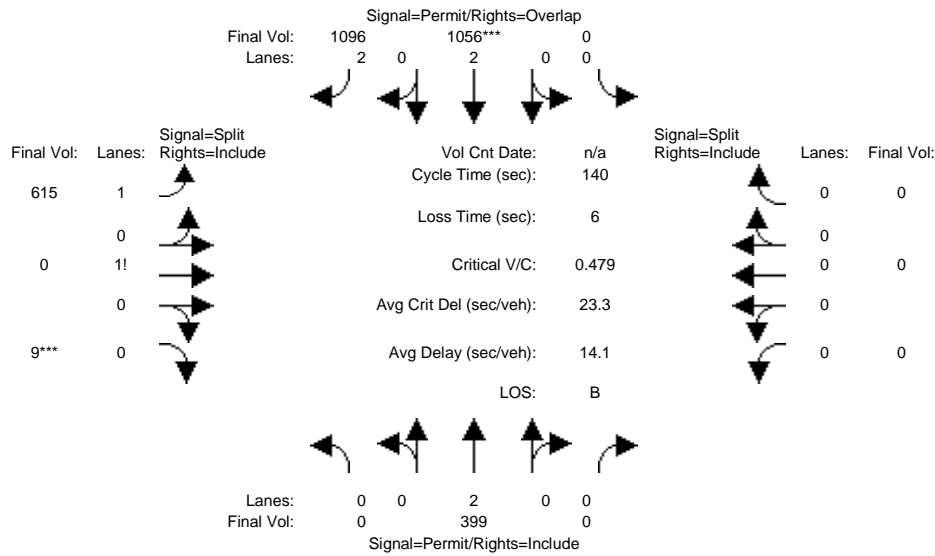 Signal=Permit/Rights=Overlap
Final Vol: 1096 1056*** 0
Lanes: 2 0 2 0 0
Signal=Split Signal=Split
Final Vol: Lanes: Rights=Include Vol Cnt Date: n/a Rights=Include Lanes: Final Vol:
Cycle Time (sec): 140
615 1 0 0
Loss Time (sec): 6
0 0
0 1! Critical V/C: 0.479 0 0
0 Avg Crit Del (sec/veh): 23.3 0
9*** 0 Avg Delay (sec/veh): 14.1 0 0
LOS: B
Lanes: 0 0 2 0 0
Final Vol: 0 399 0
Signal=Permit/Rights=Include